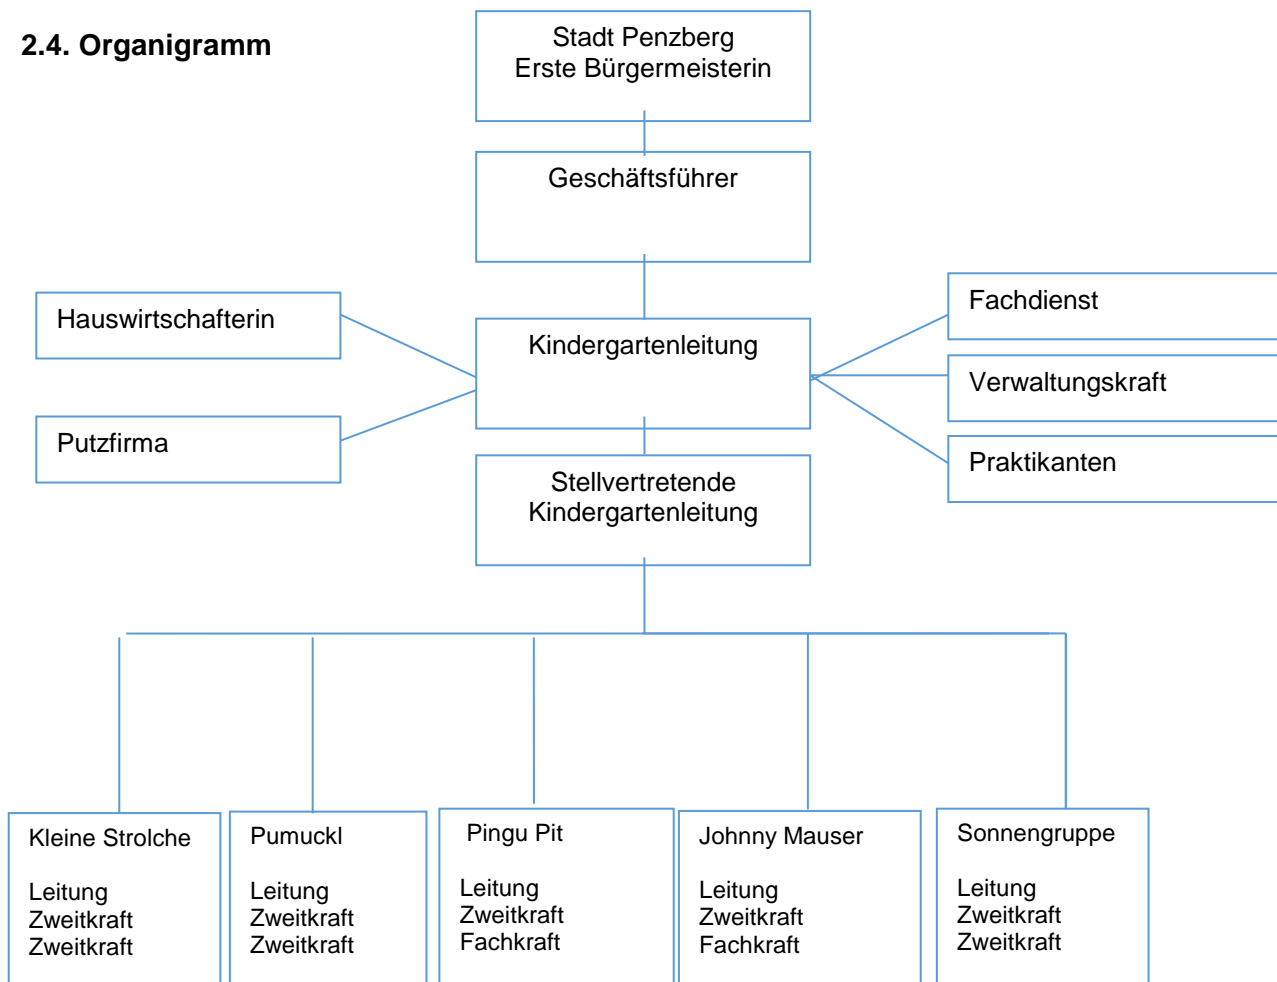 2.4. Organigramm
Stadt Penzberg
Erste Bürgermeisterin
Geschäftsführer
Hauswirtschafterin
Putzfirma
Kindergartenleitung
Fachdienst
Verwaltungskraft
Praktikanten
Stellvertretende
Kindergartenleitung
Kleine Strolche
Leitung
Zweitkraft
Zweitkraft
Pumuckl
Leitung
Zweitkraft
Zweitkraft
Pingu Pit
Leitung
Zweitkraft
Fachkraft
Johnny Mauser
Leitung
Zweitkraft
Fachkraft
Sonnengruppe
Leitung
Zweitkraft
Zweitkraft